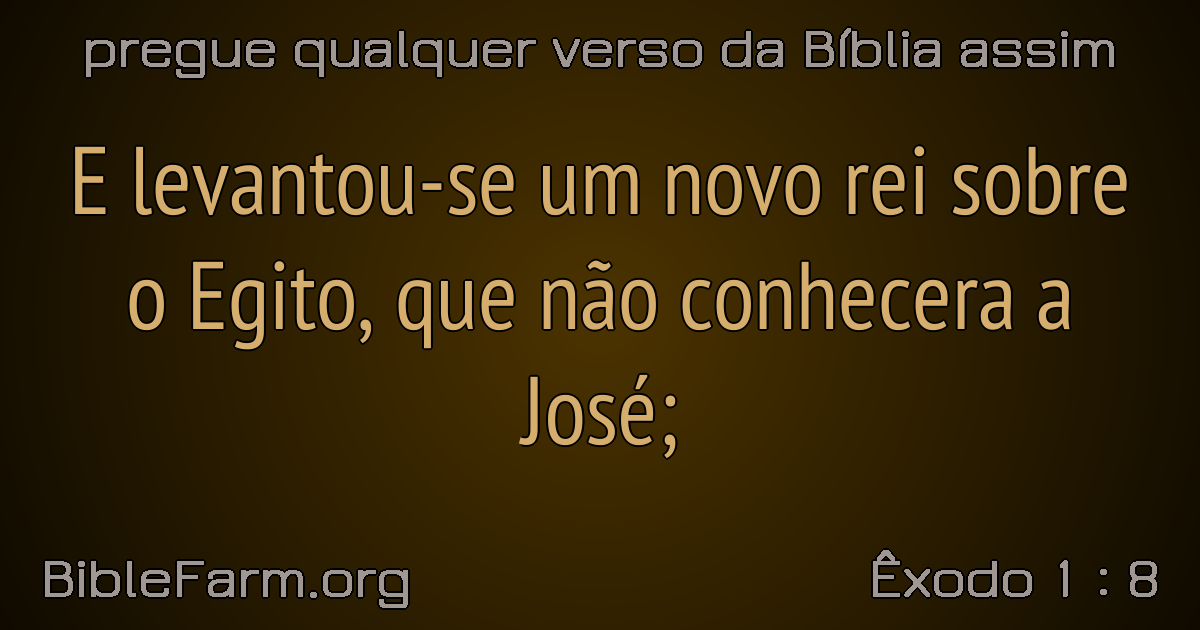 pregue qualquer verso da Bíblia assim
E levantou-se um novo rei sobre
o Egito, que não conhecera a
José;
BibleFarm.org
Êxodo 1 : 8